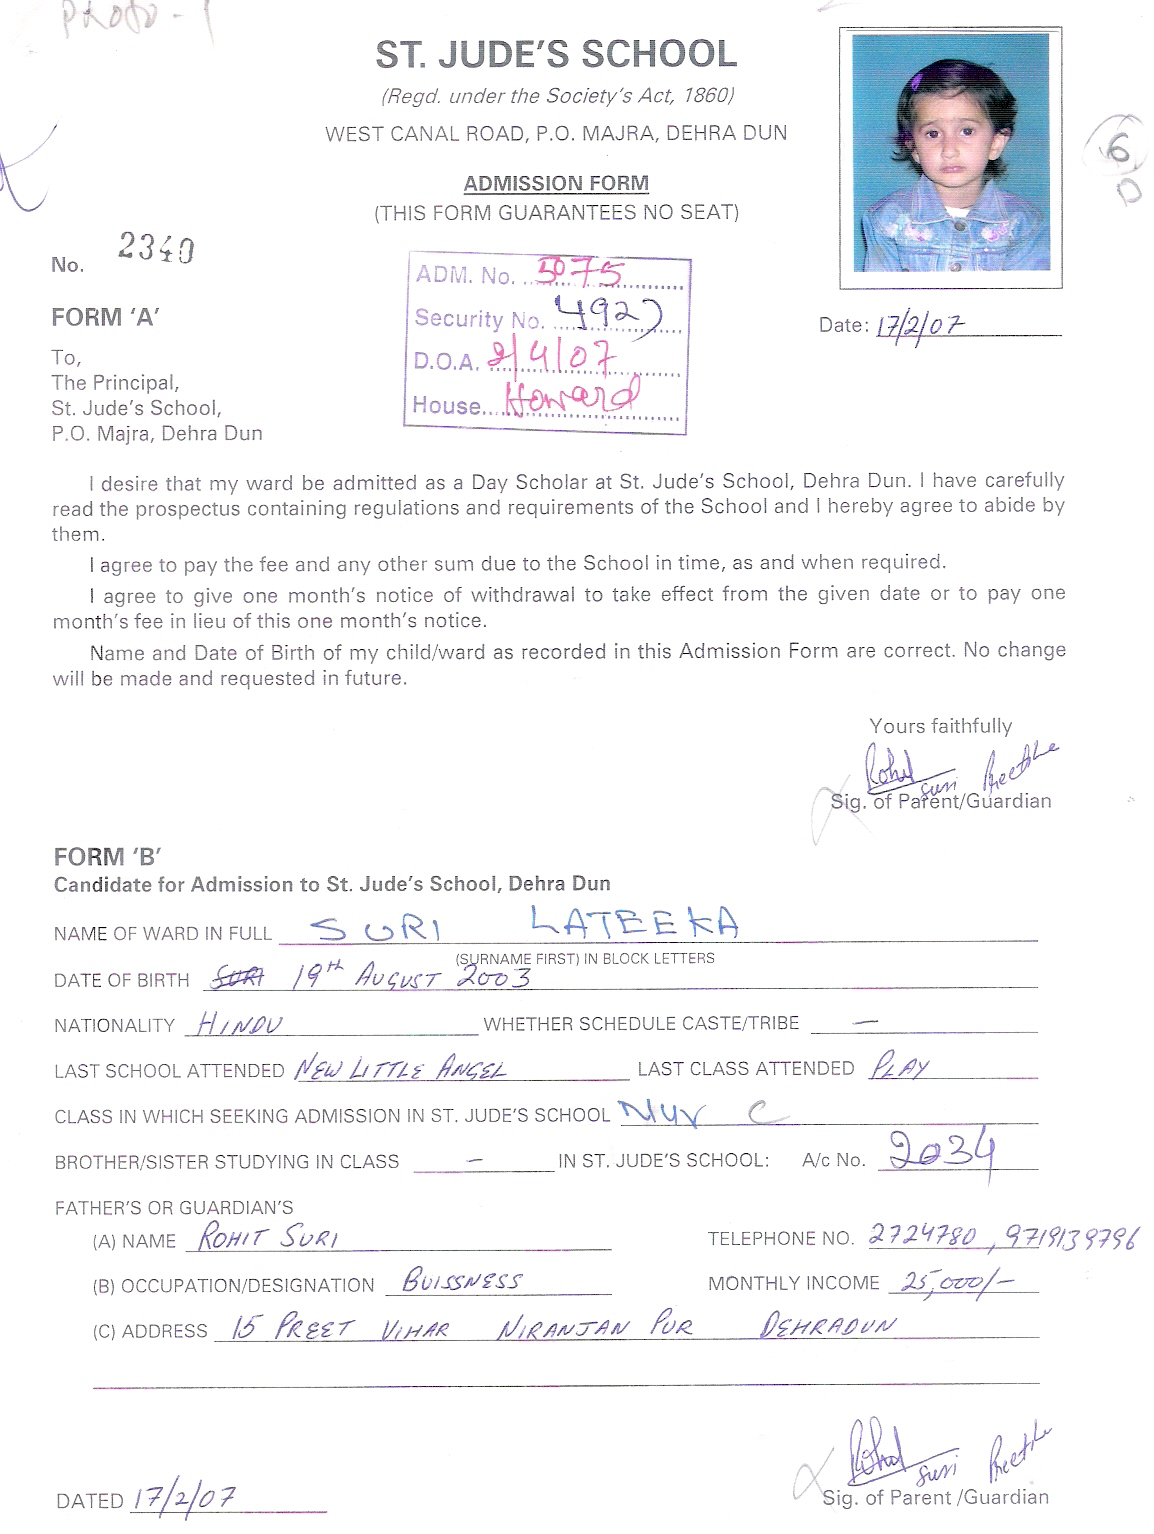 PHOTO - 1
ST. JUDE'S SCHOOL
(Regd. under the Society's Act, 1860)
WEST CANAL ROAD, P.O. MAJRA, DEHRA DUN
6
0
ADMISSION FORM
(THIS FORM GUARANTEES NO SEAT)
No. 2340
ADM. No. 5075
Security No. 4927
D.O.A. 2/4/07
House Howard
FORM 'A'
Date: 17/2/07
To,
The Principal,
St. Jude's School,
P.O. Majra, Dehra Dun
I desire that my ward be admitted as a Day Scholar at St. Jude's School, Dehra Dun. I have carefully
read the prospectus containing regulations and requirements of the School and I hereby agree to abide by
them.
I agree to pay the fee and any other sum due to the School in time, as and when required.
I agree to give one month's notice of withdrawal to take effect from the given date or to pay one
month's fee in lieu of this one month's notice.
Name and Date of Birth of my child/ward as recorded in this Admission Form are correct. No change
will be made and requested in future.
Yours faithfully
Suri
Sig. of Parent/Guardian
FORM 'B'
Candidate for Admission to St. Jude's School, Dehra Dun
NAME OF WARD IN FULL SURI LATEEKA
(SURNAME FIRST) IN BLOCK LETTERS
DATE OF BIRTH SURI 19TH AUGUST 2003
NATIONALITY HINDU WHETHER SCHEDULE CASTE/TRIBE —
LAST SCHOOL ATTENDED NEW LITTLE ANGEL LAST CLASS ATTENDED PLAY
CLASS IN WHICH SEEKING ADMISSION IN ST. JUDE'S SCHOOL C
BROTHER/SISTER STUDYING IN CLASS – IN ST. JUDE'S SCHOOL: A/c No. 2034
FATHER'S OR GUARDIAN'S
(A) NAME ROHIT SURI TELEPHONE NO. 2724780, 9719139796
(B) OCCUPATION/DESIGNATION BUISSNESS MONTHLY INCOME 25,000/-
(C) ADDRESS 15 PREET VIHAR NIRANJAN PUR DEHRADUN
Suri
DATED 17/2/07 Sig. of Parent /Guardian